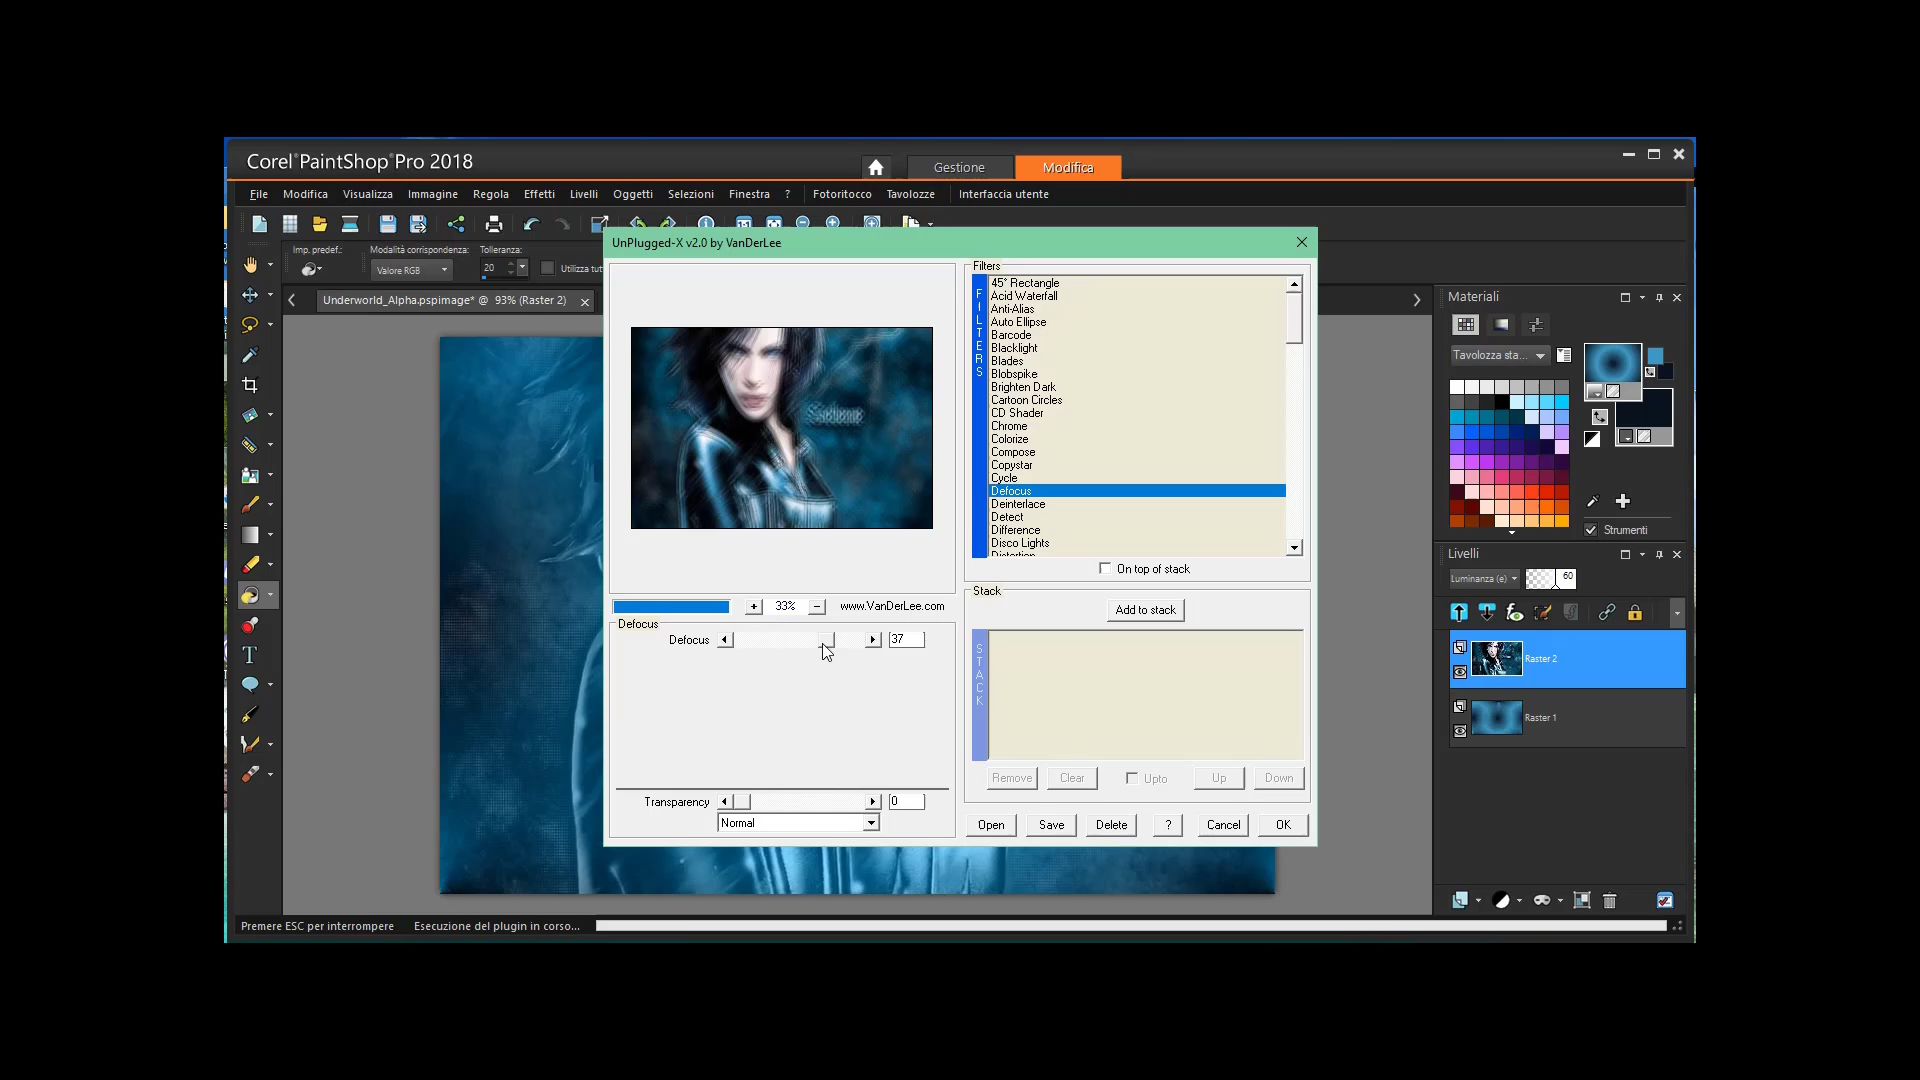 Corel PaintShop Pro 2018
Gestione
Modifica
File Modifica Visualizza Immagine Regola Effetti Livelli Oggetti Selezioni Finestra ? Fotoritocco Tavolozze Interfaccia utente
Imp. predef.:
Modalità corrispondenza:
Tolleranza:
Valore RGB
20
Utilizza tut
Underworld_Alpha.pspimage* @ 93% (Raster 2)
UnPlugged-X v2.0 by VanDerLee
Selene
33%
www.VanDerLee.com
Defocus
Defocus
37
Transparency
0
Normal
Filters
FILTERS
45° Rectangle
Acid Waterfall
Anti-Alias
Auto Ellipse
Barcode
Blacklight
Blades
Blobspike
Brighten Dark
Cartoon Circles
CD Shader
Chrome
Colorize
Compose
Copystar
Cycle
Defocus
Deinterlace
Detect
Difference
Disco Lights
Distortion
On top of stack
Stack
Add to stack
STACK
Remove
Clear
Upto
Up
Down
Open
Save
Delete
?
Cancel
OK
Materiali
Tavolozza sta...
Strumenti
Livelli
Luminanza (e)
60
Raster 2
Raster 1
Premere ESC per interrompere
Esecuzione del plugin in corso...